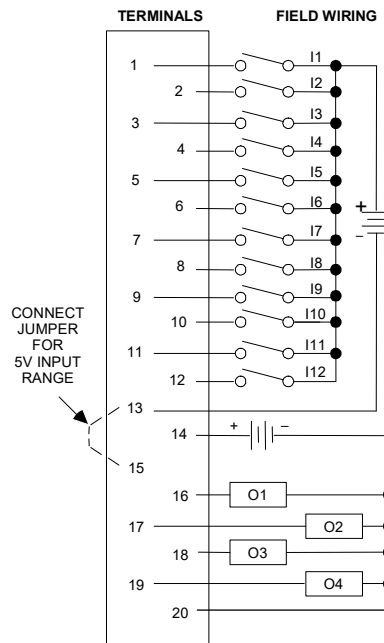 TERMINALS FIELD WIRING
1 I1
2 I2
3 I3
4 I4
5 I5
6 I6
7 I7
8 I8
9 I9
10 I10
11 I11
12 I12
+
-
CONNECT
JUMPER
FOR
5V INPUT
RANGE
13
14 + -
15
16 O1
17 O2
18 O3
19 O4
20